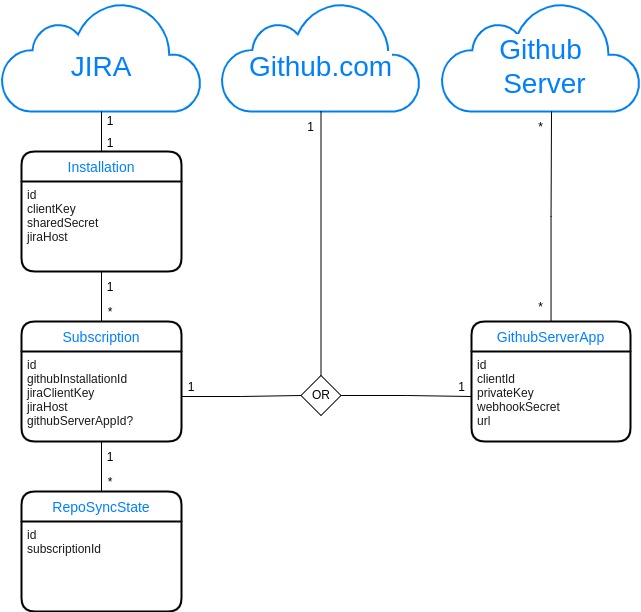 JIRA
Github.com
Github
Server
1
1
1
*
Installation
id
clientKey
sharedSecret
jiraHost
1
*
*
Subscription
id
githubInstallationId
jiraClientKey
jiraHost
githubServerAppId?
1
OR
1
GithubServerApp
id
clientId
privateKey
webhookSecret
url
1
*
RepoSyncState
id
subscriptionId